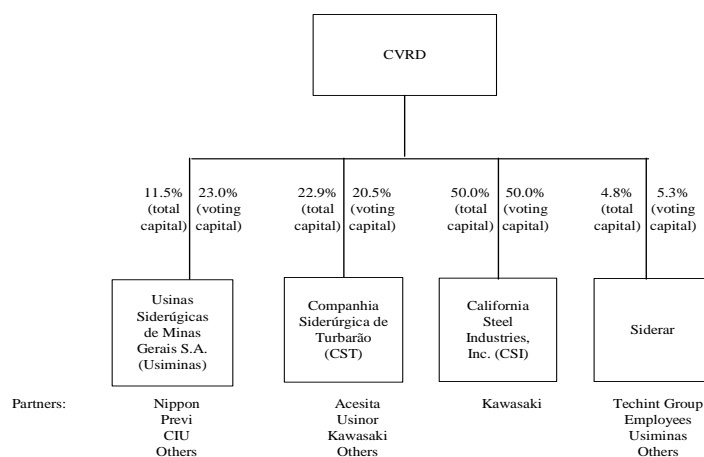 CVRD
11.5%
(total
capital)
23.0%
(voting
capital)
22.9%
(total
capital)
20.5%
(voting
capital)
50.0%
(total
capital)
50.0%
(voting
capital)
4.8%
(total
capital)
5.3%
(voting
capital)
Usinas
Siderúgicas
de Minas
Gerais S.A.
(Usiminas)
Companhia
Siderúrgica de
Turbarão
(CST)
California
Steel
Industries,
Inc. (CSI)
Siderar
Partners:
Nippon
Previ
CIU
Others
Acesita
Usinor
Kawasaki
Others
Kawasaki
Techint Group
Employees
Usiminas
Others